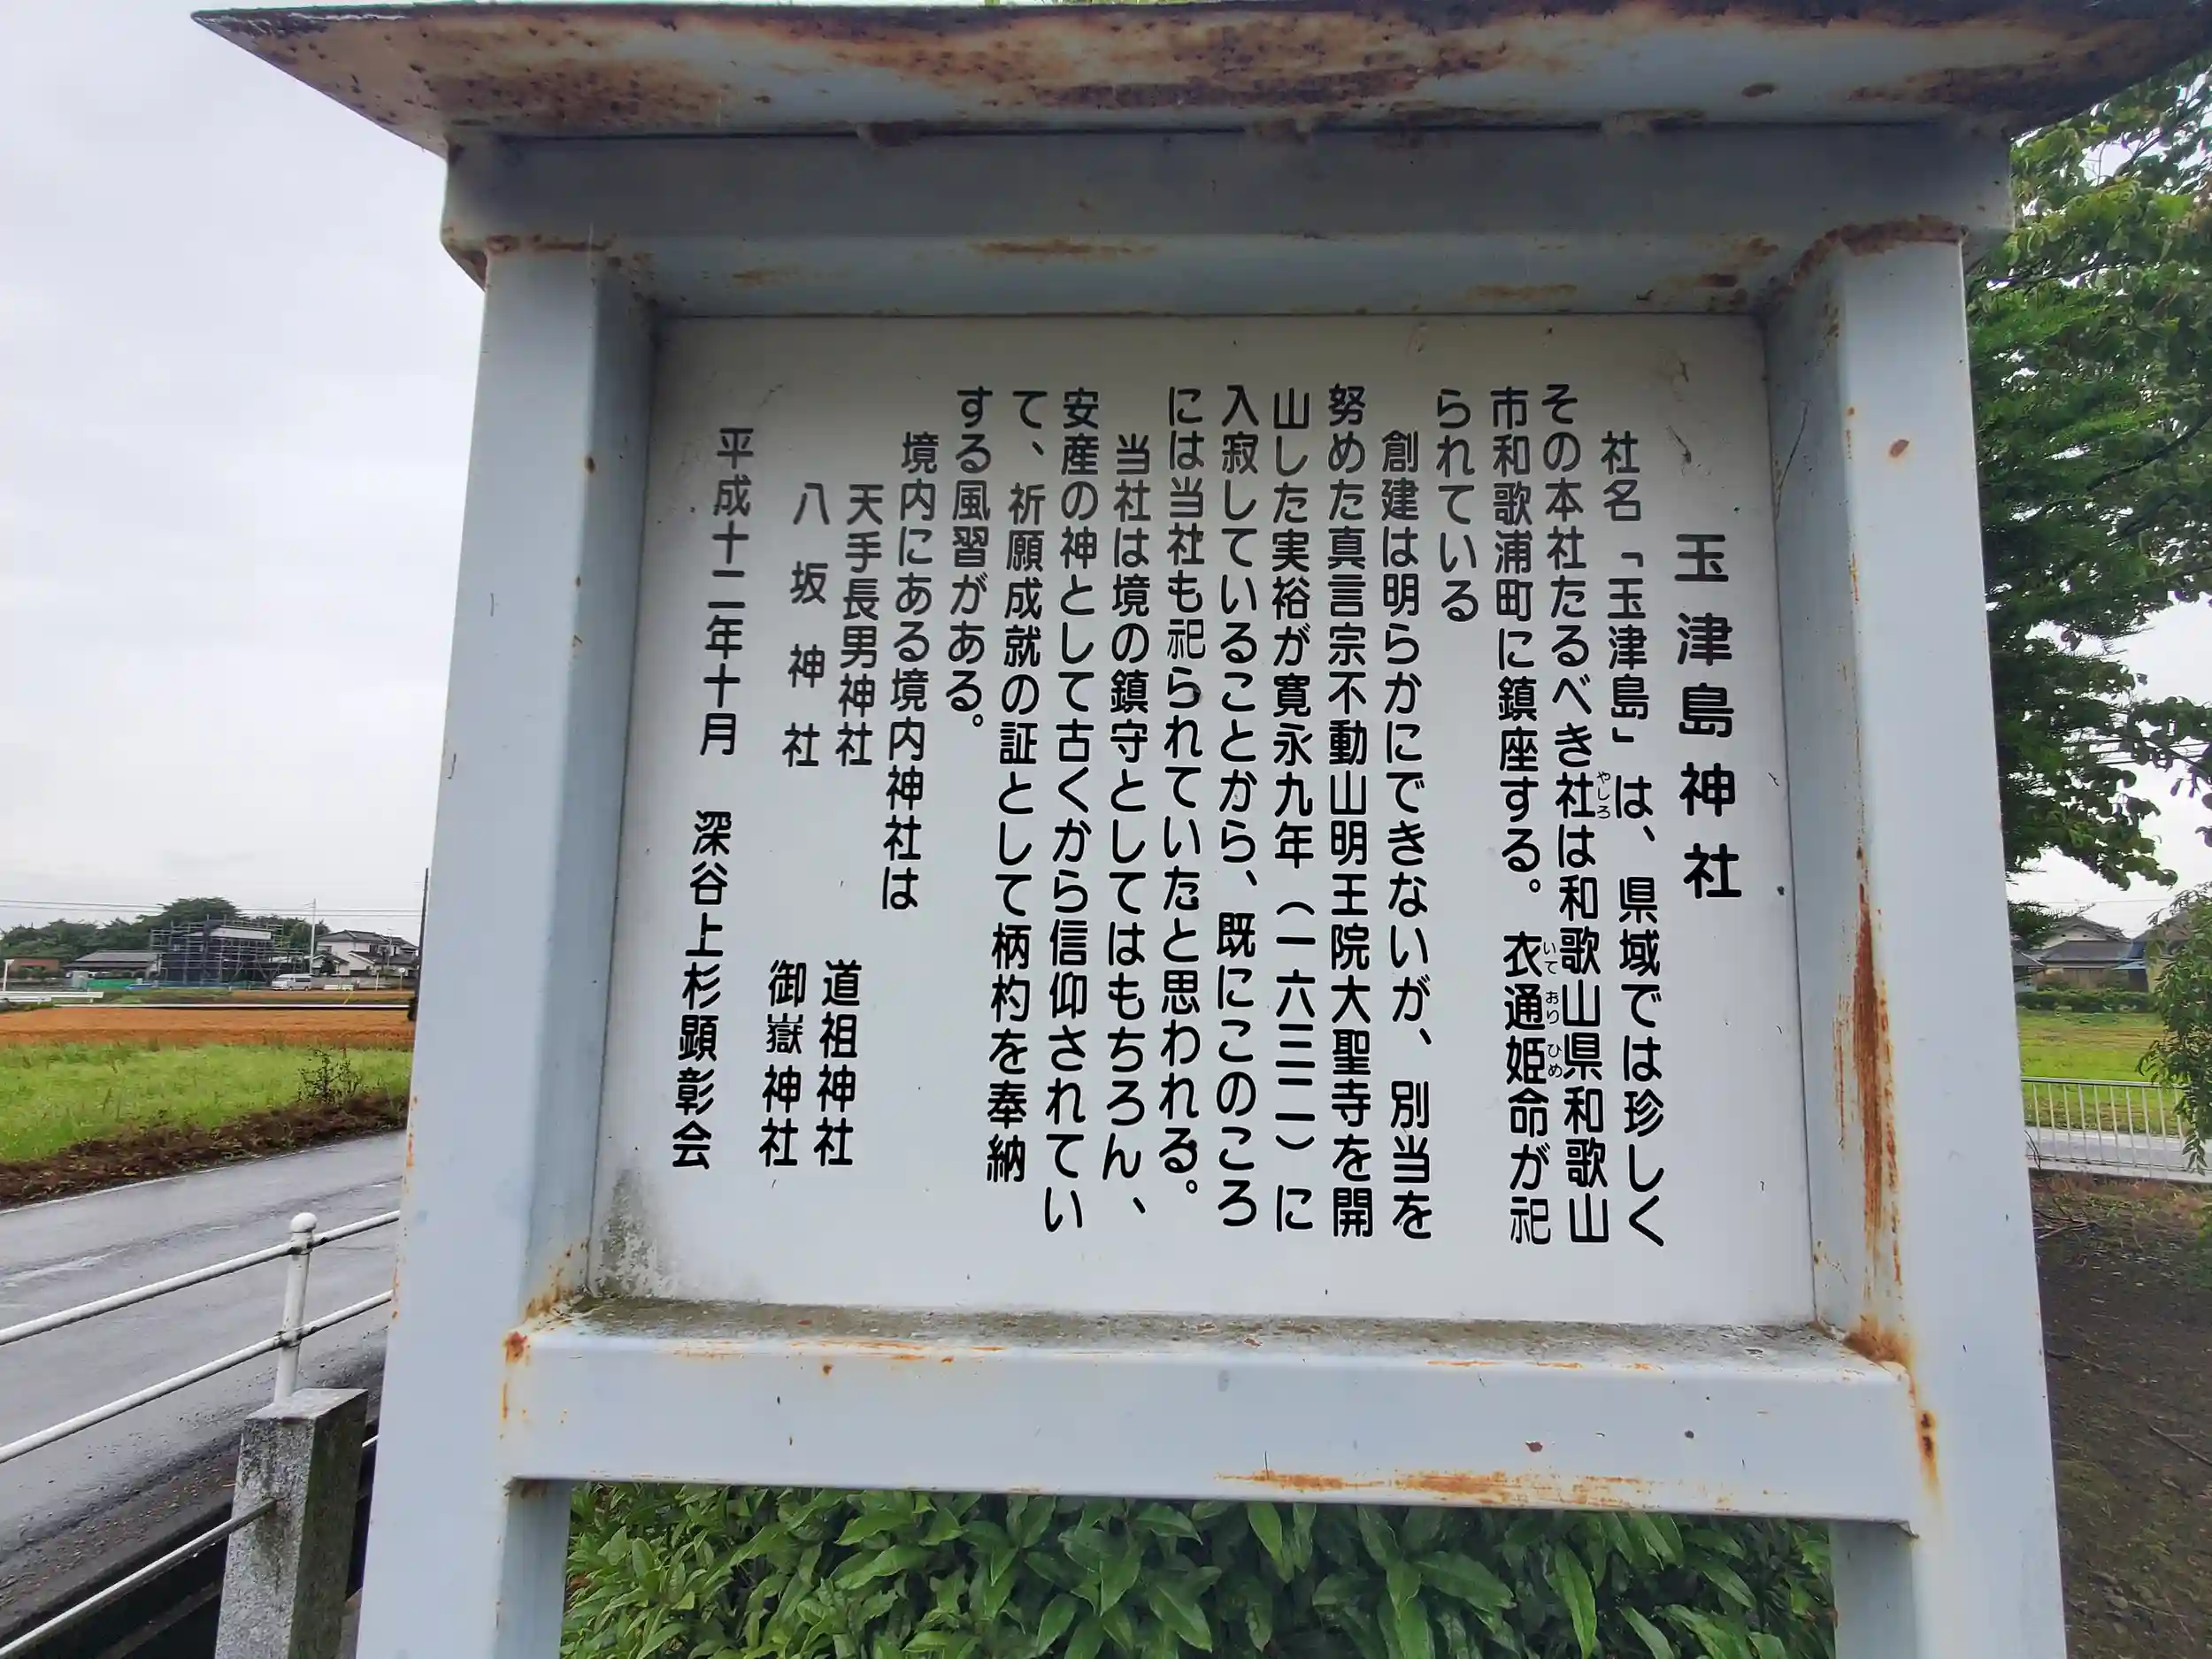 玉津島神社
社名「玉津島」は、県域では珍しく
その本社たるべき社は和歌山県和歌山
やしろ
市和歌浦町に鎮座する。衣通姫命が祀
いて おり ひめ
られている
創建は明らかにできないが、別当を
努めた真言宗不動山明王院大聖寺を開
山した実裕が寛永九年(一六三二)に
入寂していることから、既にこのころ
には当社も祀られていたと思われる。
当社は境の鎮守としてはもちろん、
安産の神として古くから信仰されてい
て、祈願成就の証として柄杓を奉納
する風習がある。
境内にある境内神社は
天手長男神社 道祖神社
八坂神社 御嶽神社
平成十二年十月 深谷上杉顕彰会